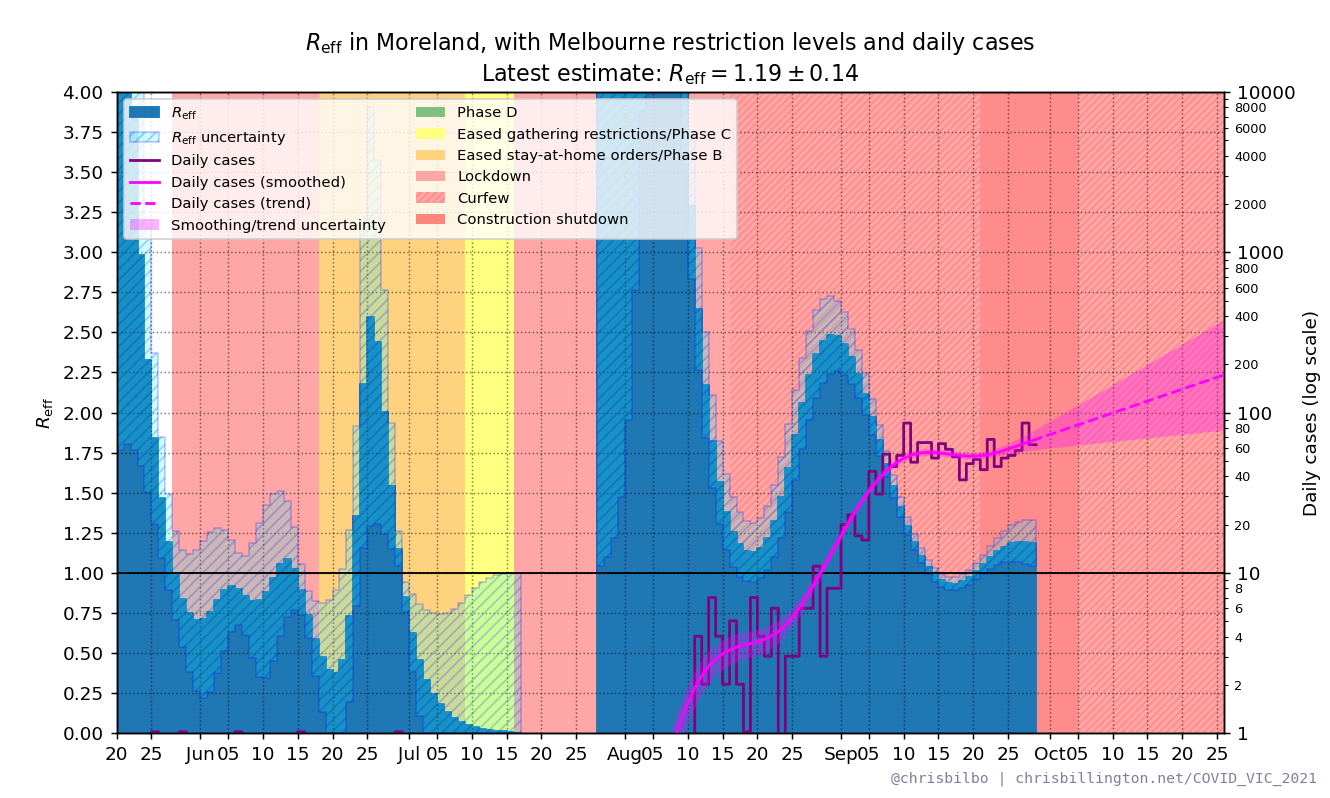 Reff in Moreland, with Melbourne restriction levels and daily cases
Latest estimate: Reff = 1.19 ± 0.14
Reff
Reff uncertainty
Daily cases
Daily cases (smoothed)
Daily cases (trend)
Smoothing/trend uncertainty
Phase D
Eased gathering restrictions/Phase C
Eased stay-at-home orders/Phase B
Lockdown
Curfew
Construction shutdown
Reff
4.00
3.75
3.50
3.25
3.00
2.75
2.50
2.25
2.00
1.75
1.50
1.25
1.00
0.75
0.50
0.25
0.00
10000
8000
6000
4000
2000
1000
800
600
400
200
100
80
60
40
20
10
8
6
4
2
1
Daily cases (log scale)
20 25 Jun 05 10 15 20 25 Jul 05 10 15 20 25 Aug 05 10 15 20 25 Sep 05 10 15 20 25 Oct 05 10 15 20 25
@chrisbilbo | chrisbillington.net/COVID_VIC_2021